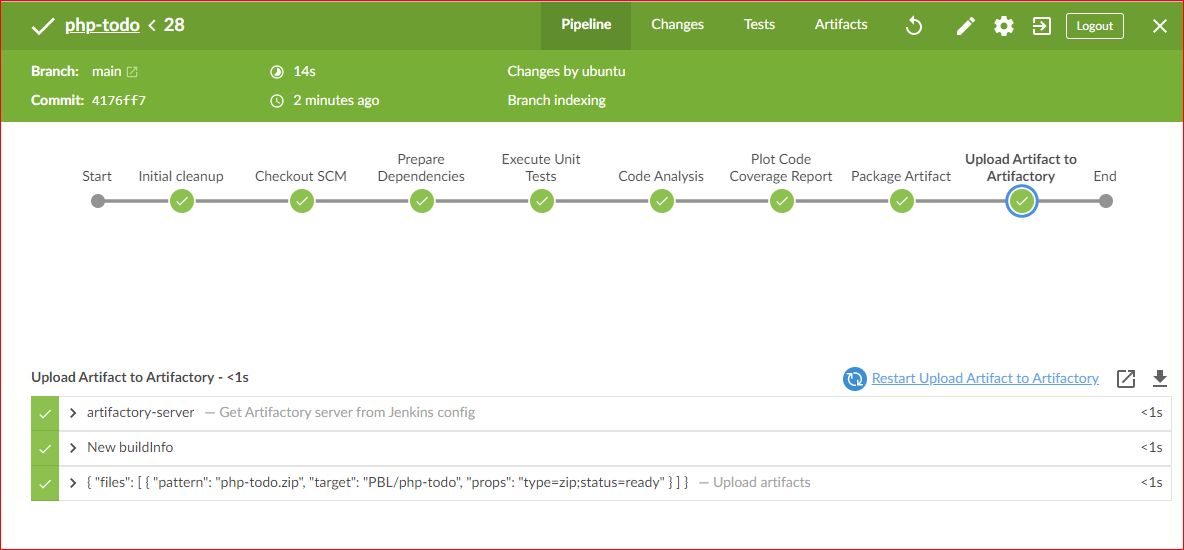 php-todo < 28
Pipeline
Changes
Tests
Artifacts
Logout
Branch: main
14s
Changes by ubuntu
Commit: 4176ff7
2 minutes ago
Branch indexing
Start
Initial cleanup
Checkout SCM
Prepare
Dependencies
Execute Unit
Tests
Code Analysis
Plot Code
Coverage Report
Package Artifact
Upload Artifact to
Artifactory
End
Upload Artifact to Artifactory - <1s
Restart Upload Artifact to Artifactory
artifactory-server — Get Artifactory server from Jenkins config <1s
New buildInfo <1s
{ "files": [ { "pattern": "php-todo.zip", "target": "PBL/php-todo", "props": "type=zip;status=ready" } ] } — Upload artifacts <1s